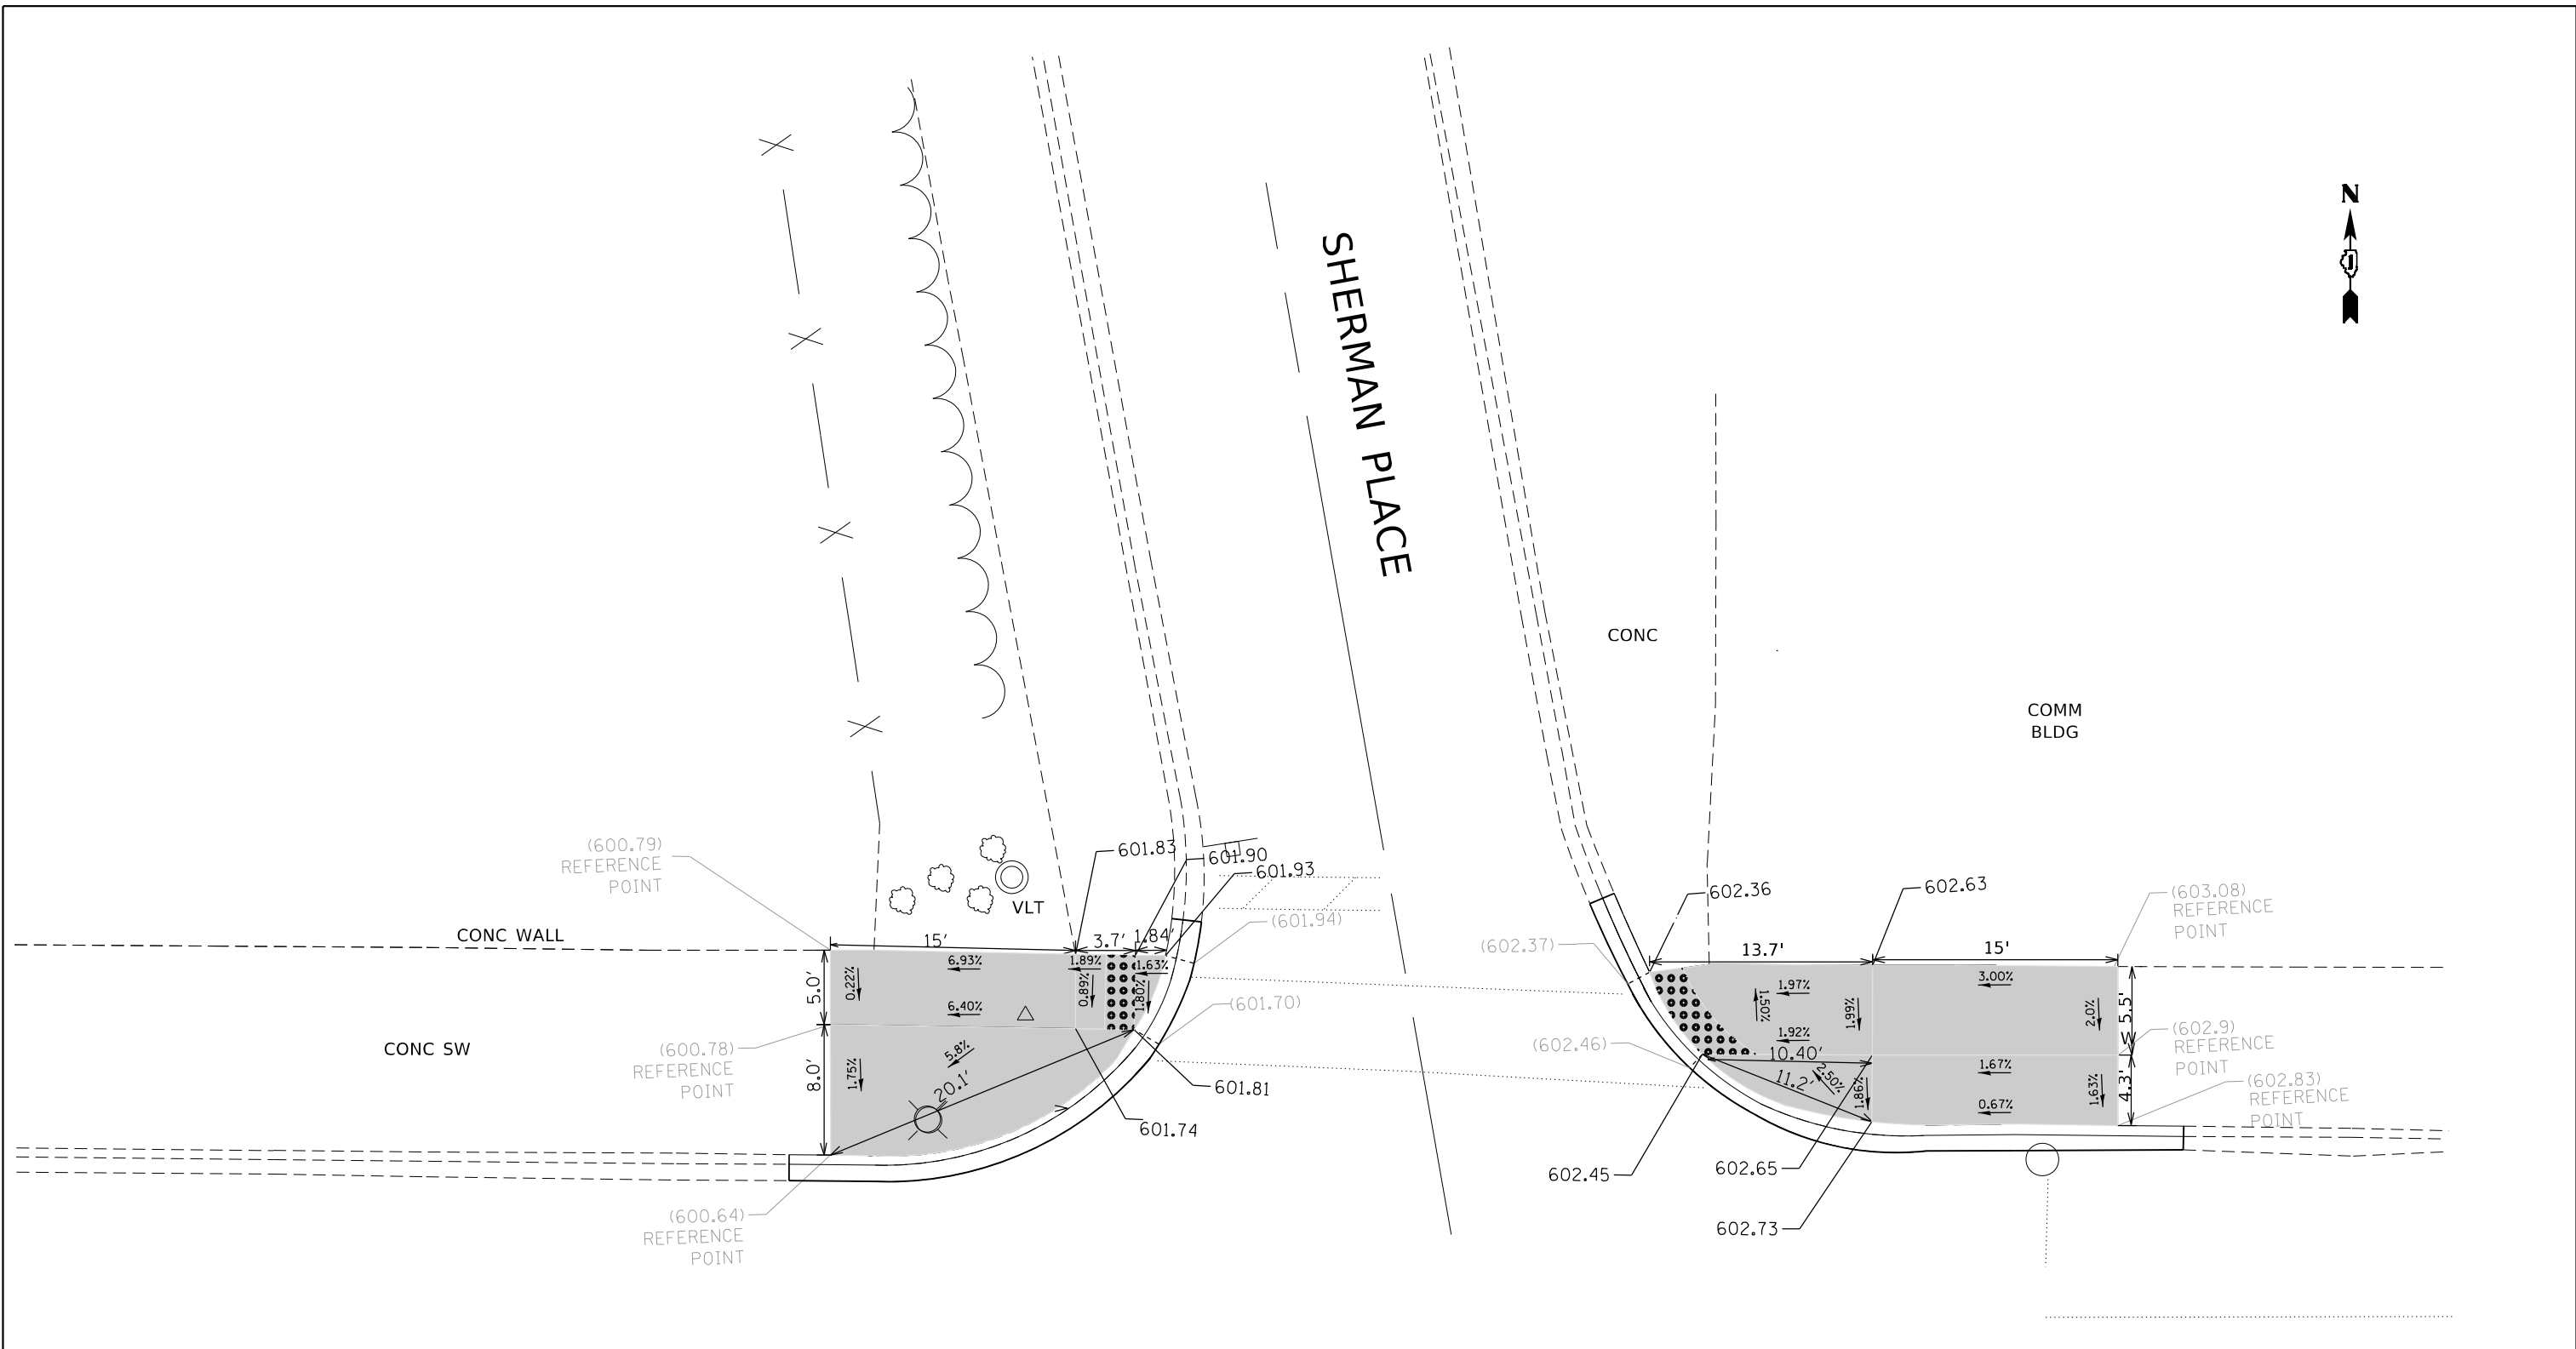 N
SHERMAN PLACE
CONC
COMM
BLDG
(600.79)
REFERENCE
POINT
601.83
601.90
601.93
(601.94)
VLT
CONC WALL
15'
3.7'
1.84'
6.93%
1.89%
1.63%
0.22%
0.89%
1.80%
5.0'
6.40%
(601.70)
CONC SW
(600.78)
REFERENCE
POINT
8.0'
1.75%
5.8%
20.1'
601.81
601.74
(600.64)
REFERENCE
POINT
602.36
602.63
(603.08)
REFERENCE
POINT
(602.37)
13.7'
15'
3.00%
1.97%
1.50%
1.99%
2.0%
5.5'
1.92%
(602.9)
REFERENCE
POINT
(602.46)
10.40'
11.2'
2.50%
1.86%
1.67%
1.63%
4.3'
0.67%
(602.83)
REFERENCE
POINT
602.45
602.65
602.73